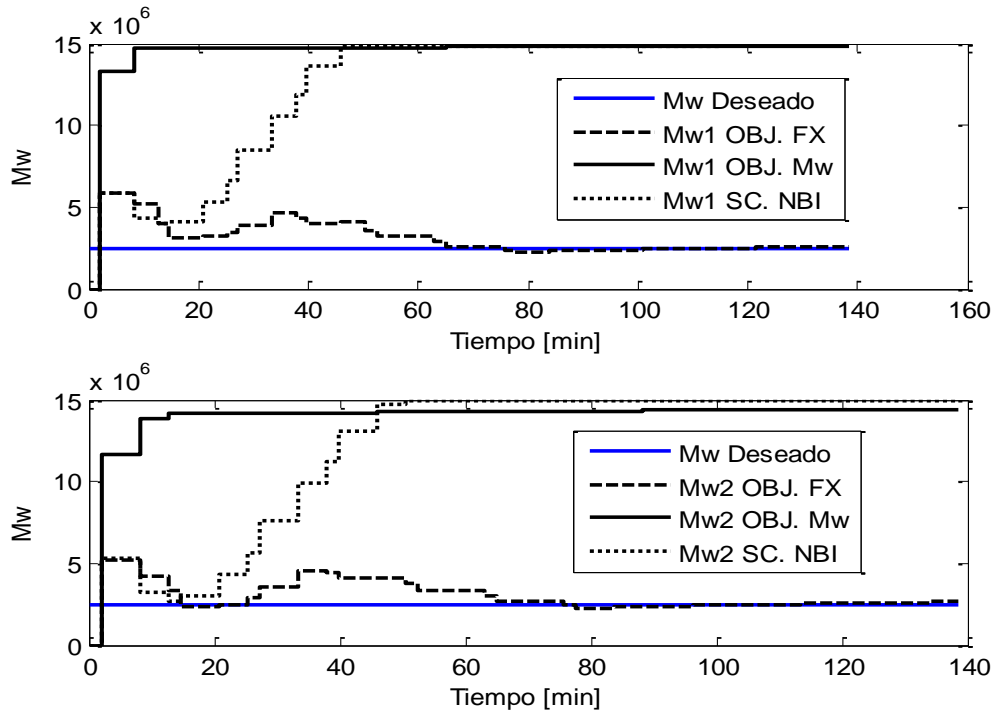 x 10^6
15
10
5
0
Mw
0 20 40 60 80 100 120 140 160
Tiempo [min]
Mw Deseado
Mw1 OBJ. FX
Mw1 OBJ. Mw
Mw1 SC. NBI
x 10^6
15
10
5
0
Mw
0 20 40 60 80 100 120 140
Tiempo [min]
Mw Deseado
Mw2 OBJ. FX
Mw2 OBJ. Mw
Mw2 SC. NBI